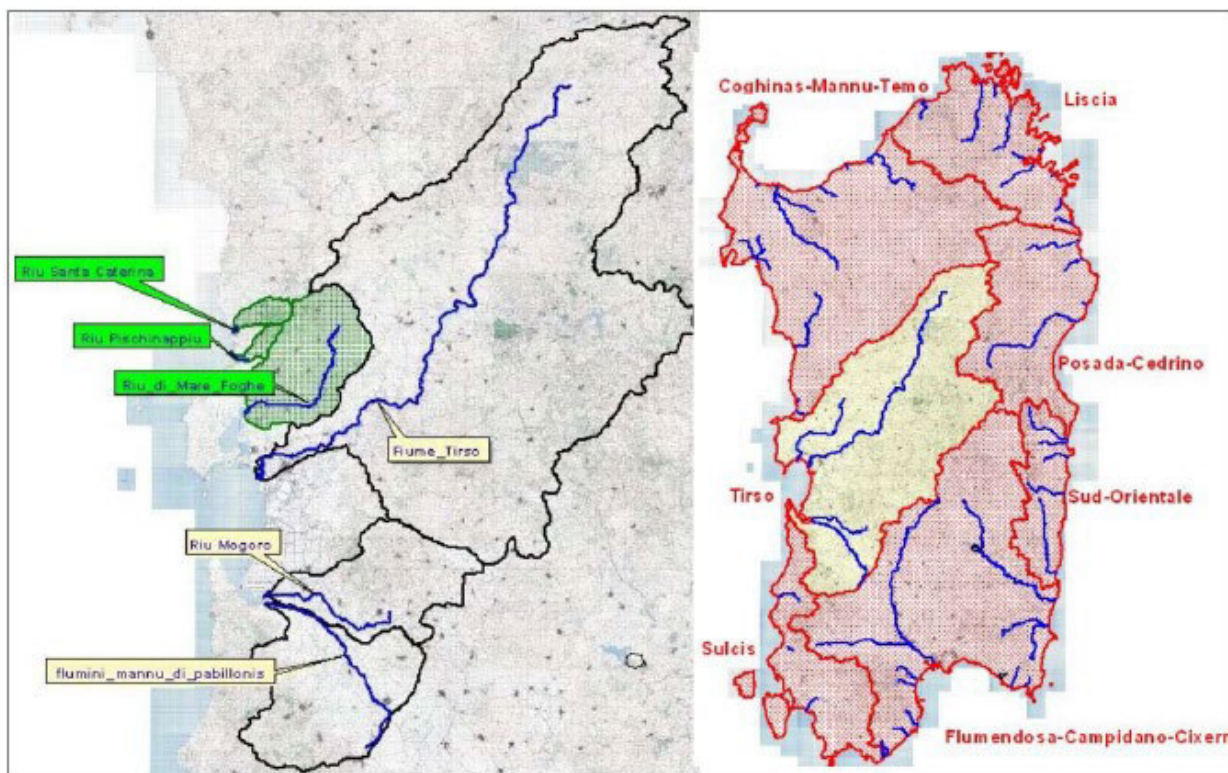 Riu Santa Caterina
Riu Pischinappiu
Riu_di_Mare_Foghe
Fiume_Tirso
Riu Mogoro
flumini_mannu_di_pabillonis
Coghinas-Mannu-Temo
Liscia
Posada-Cedrino
Tirso
Sud-Orientale
Sulcis
Flumendosa-Campidano-Cixerr